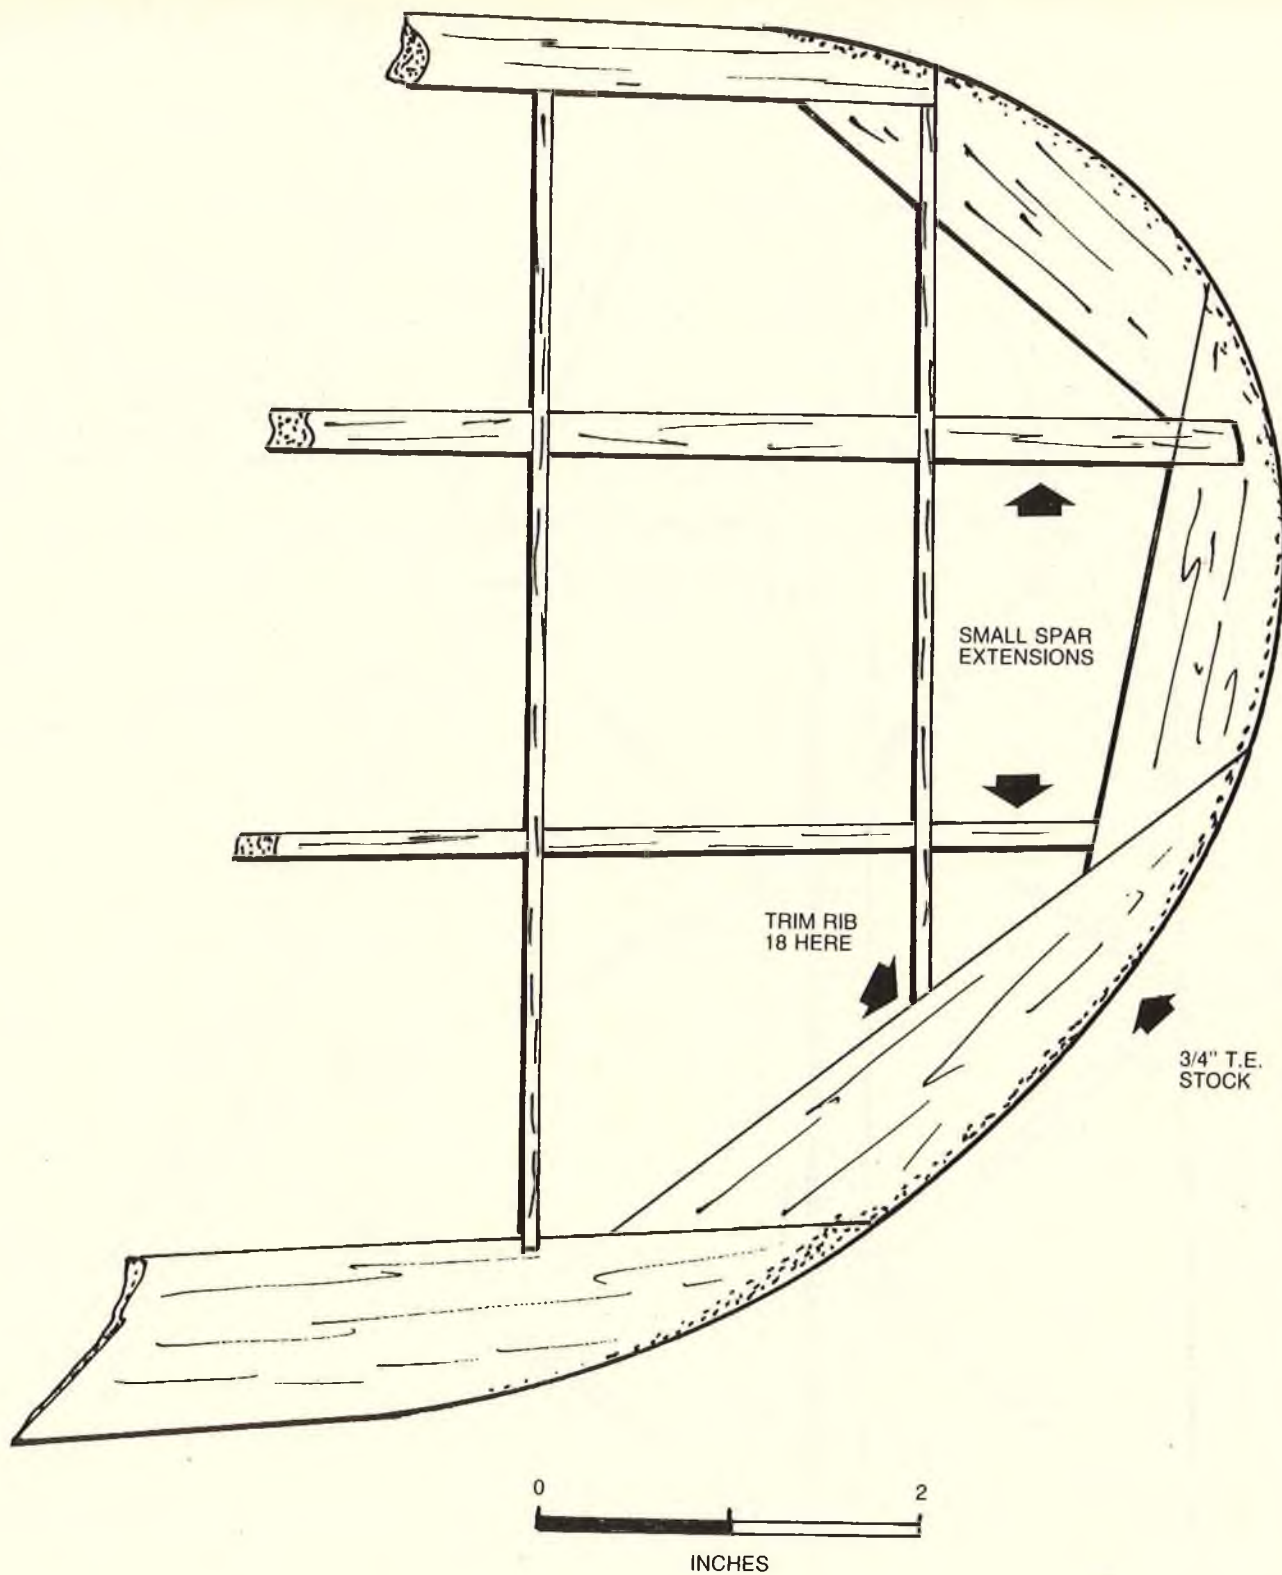 SMALL SPAR
EXTENSIONS
TRIM RIB
18 HERE
3/4" T.E.
STOCK
0 2
INCHES